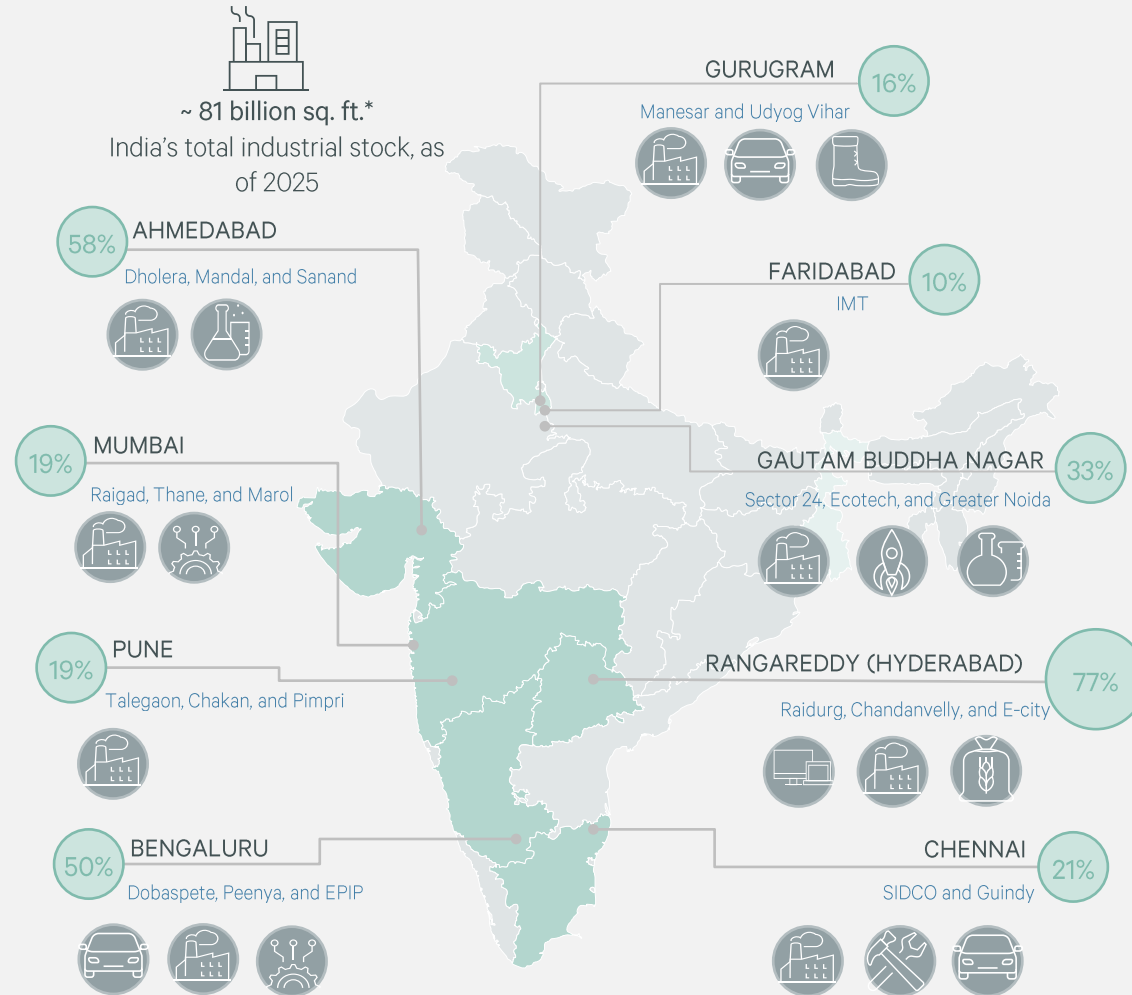 ~ 81 billion sq. ft.*
India's total industrial stock, as
of 2025
GURUGRAM
16%
Manesar and Udyog Vihar
AHMEDABAD
58%
Dholera, Mandal, and Sanand
FARIDABAD
10%
IMT
MUMBAI
19%
Raigad, Thane, and Marol
GAUTAM BUDDHA NAGAR
33%
Sector 24, Ecotech, and Greater Noida
PUNE
19%
Talegaon, Chakan, and Pimpri
RANGAREDDY (HYDERABAD)
77%
Raidurg, Chandanvelly, and E-city
BENGALURU
50%
Dobaspete, Peenya, and EPIP
CHENNAI
21%
SIDCO and Guindy